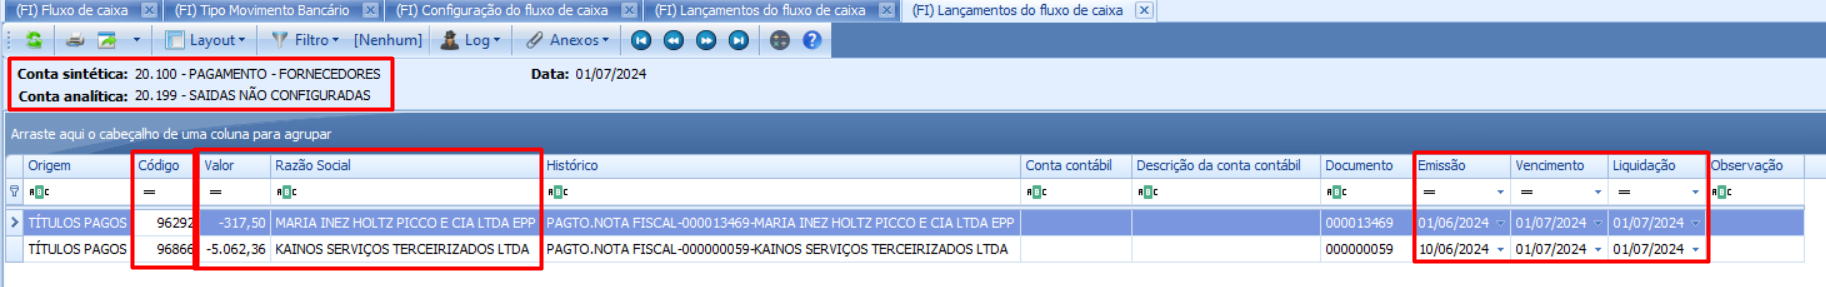 (FI) Fluxo de caixa (FI) Tipo Movimento Bancário (FI) Configuração do fluxo de caixa (FI) Lançamentos do fluxo de caixa (FI) Lançamentos do fluxo de caixa
Layout Filtro [Nenhum] Log Anexos
Conta sintética: 20.100 - PAGAMENTO - FORNECEDORES Data: 01/07/2024
Conta analítica: 20.199 - SAIDAS NÃO CONFIGURADAS
Arraste aqui o cabeçalho de uma coluna para agrupar
Origem Código Valor Razão Social Histórico Conta contábil Descrição da conta contábil Documento Emissão Vencimento Liquidação Observação
ABC = = ABC ABC ABC ABC ABC = = = ABC
TÍTULOS PAGOS 96292 -317,50 MARIA INEZ HOLTZ PICCO E CIA LTDA EPP PAGTO.NOTA FISCAL-000013469-MARIA INEZ HOLTZ PICCO E CIA LTDA EPP 000013469 01/06/2024 01/07/2024 01/07/2024
TÍTULOS PAGOS 96866 -5.062,36 KAINOS SERVIÇOS TERCEIRIZADOS LTDA PAGTO.NOTA FISCAL-000000059-KAINOS SERVIÇOS TERCEIRIZADOS LTDA 000000059 10/06/2024 01/07/2024 01/07/2024